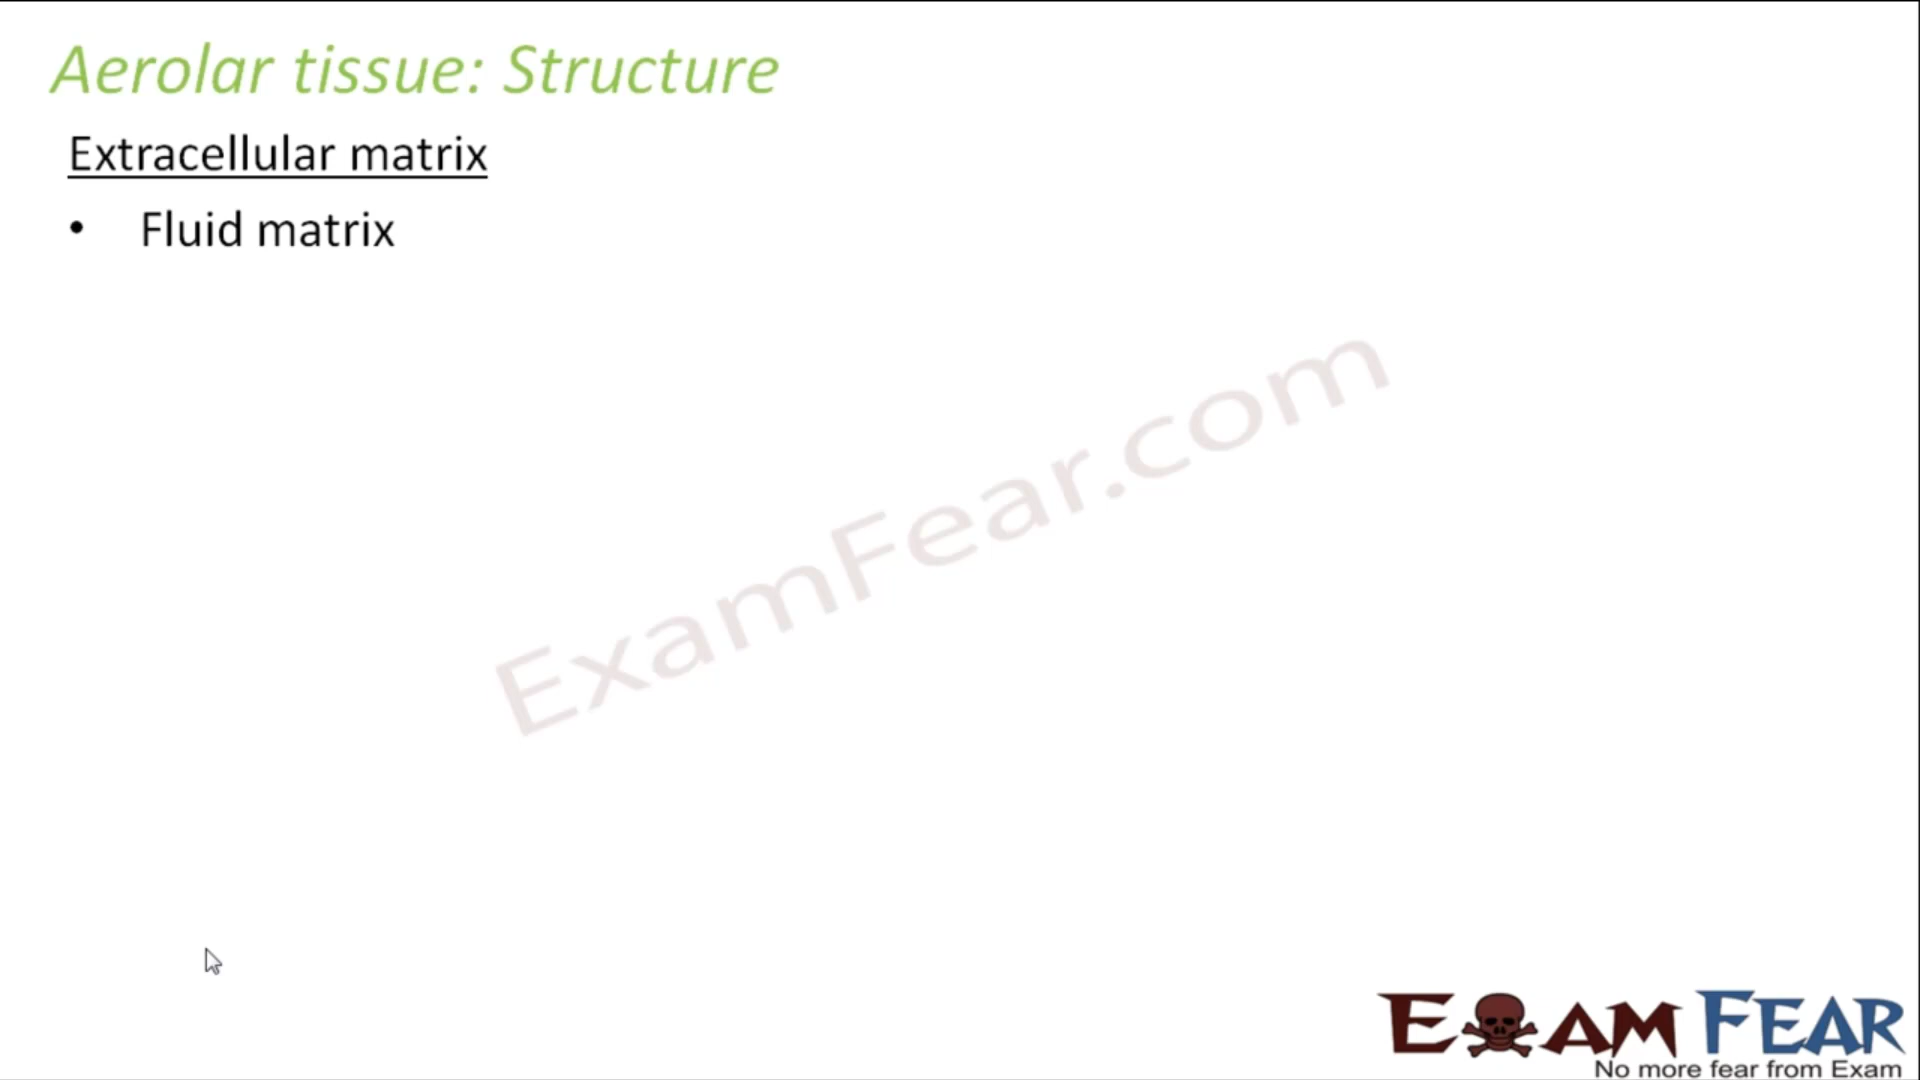 Aerolar tissue: Structure
Extracellular matrix
• Fluid matrix
ExamFear.com
EXAM FEAR
No more fear from Exam